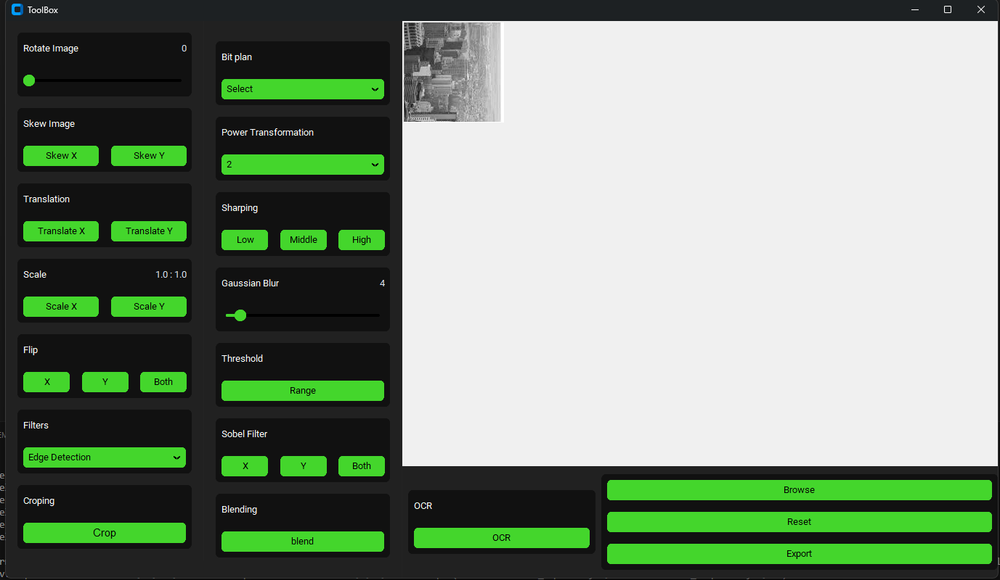 ToolBox
Rotate Image 0
Skew Image
Skew X Skew Y
Translation
Translate X Translate Y
Scale 1.0 : 1.0
Scale X Scale Y
Flip
X Y Both
Filters
Edge Detection
Croping
Crop
Bit plan
Select
Power Transformation
2
Sharping
Low Middle High
Gaussian Blur 4
Threshold
Range
Sobel Filter
X Y Both
Blending
blend
OCR
OCR
Browse
Reset
Export